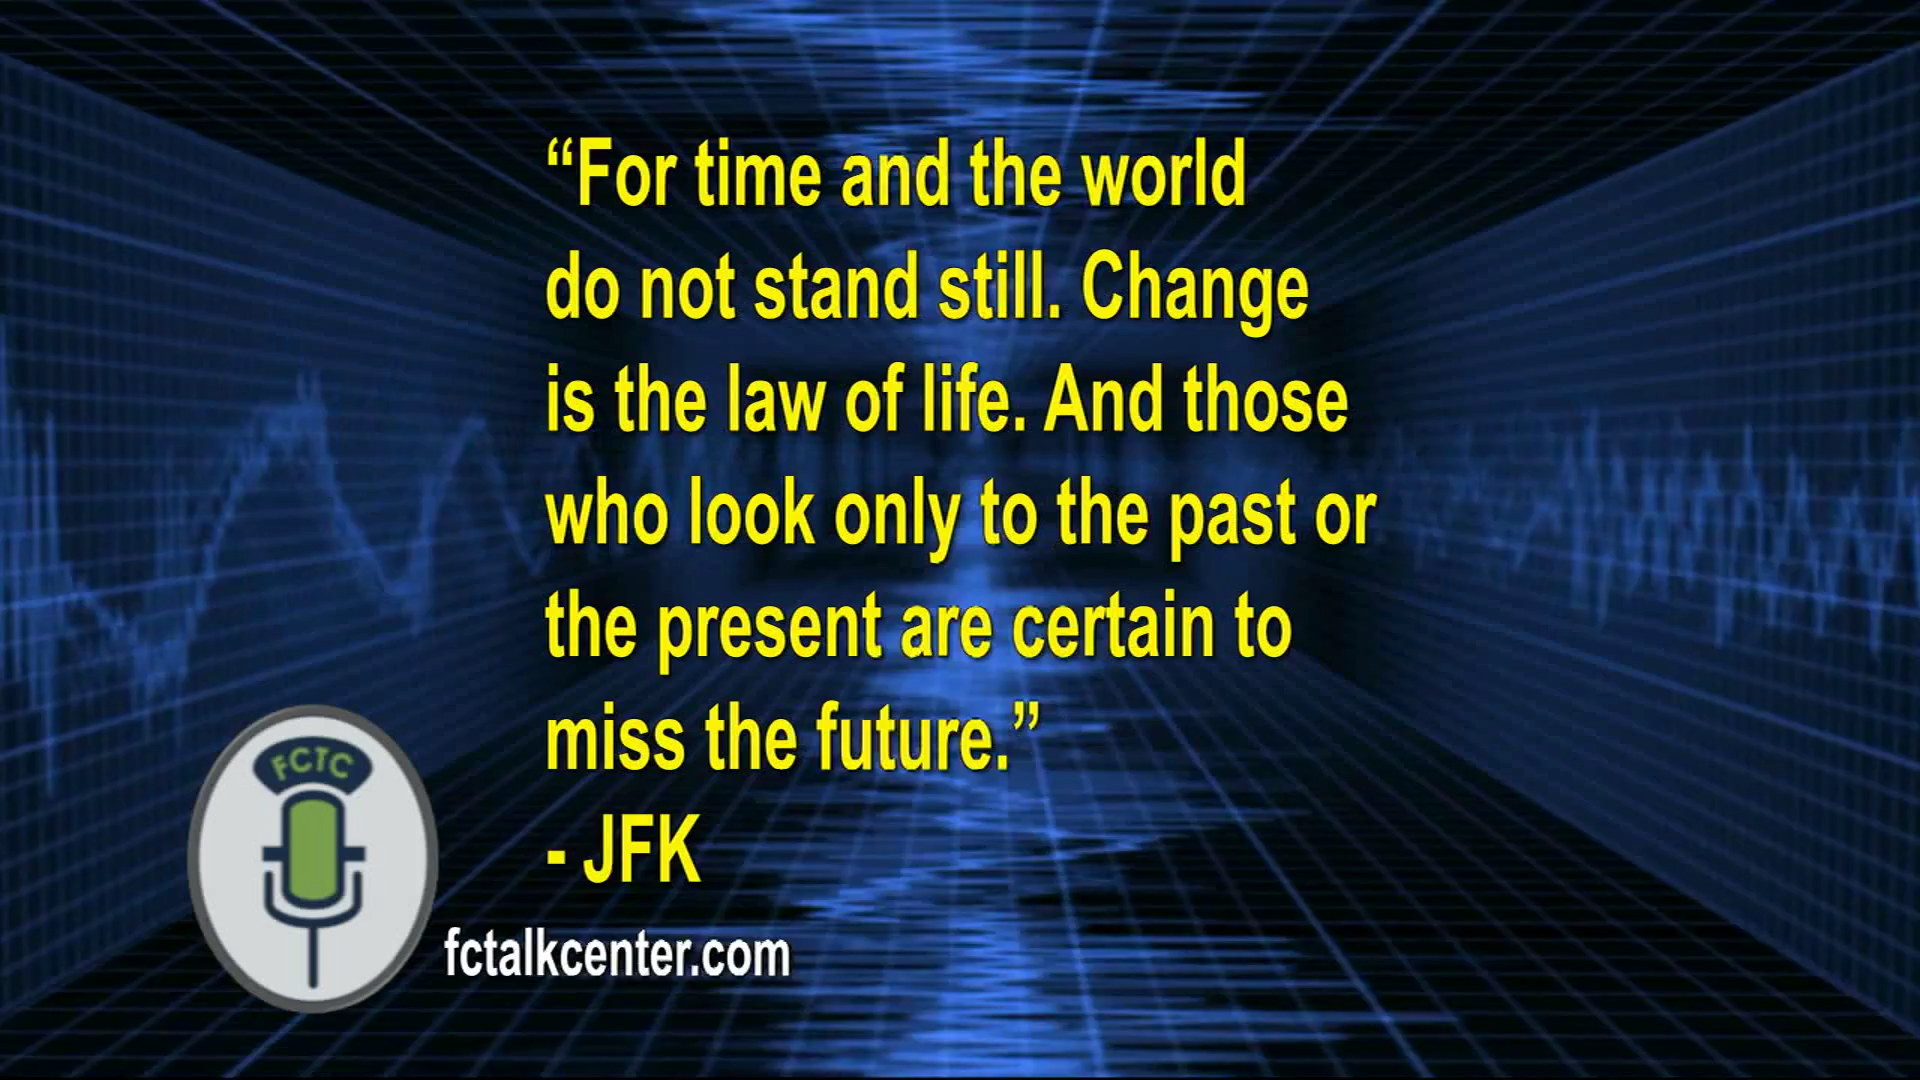 “For time and the world
do not stand still. Change
is the law of life. And those
who look only to the past or
the present are certain to
miss the future.”
- JFK
FCTC
fctalkcenter.com